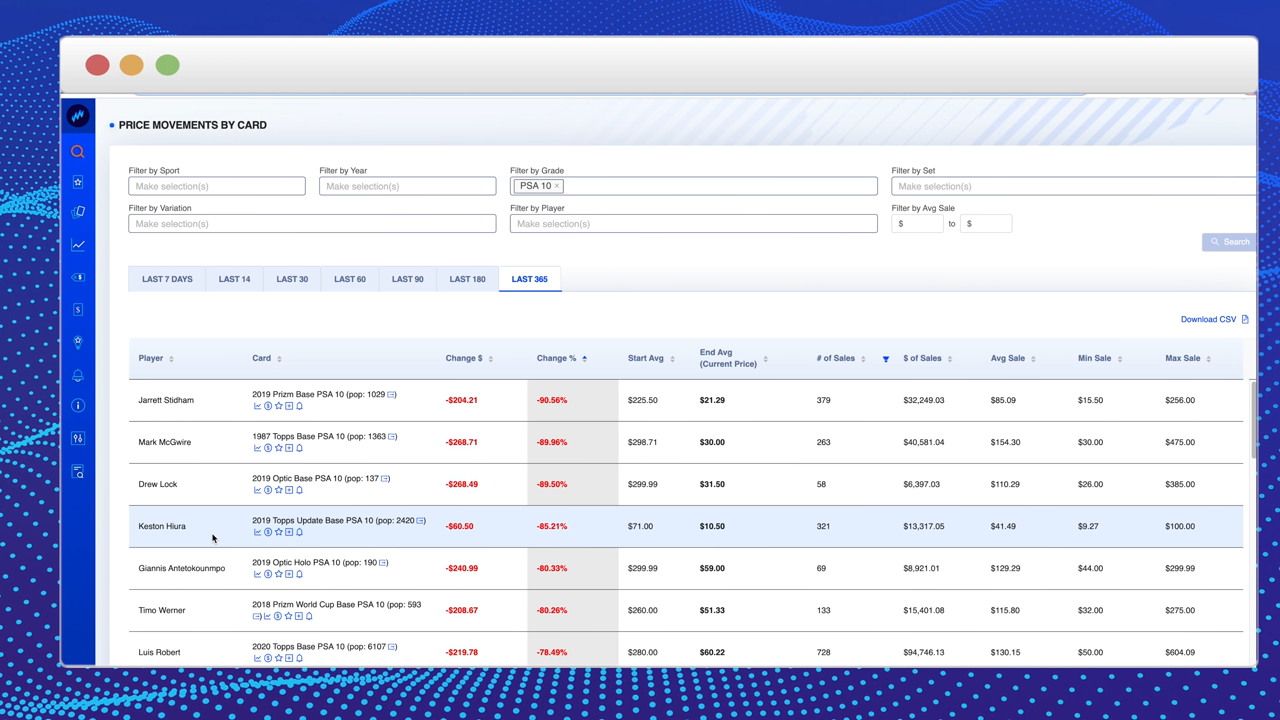 PRICE MOVEMENTS BY CARD
Filter by Sport Filter by Year Filter by Grade Filter by Set
Make selection(s) Make selection(s) PSA 10 × Make selection(s)
Filter by Variation Filter by Player Filter by Avg Sale
Make selection(s) Make selection(s) $ to $
Search
LAST 7 DAYS LAST 14 LAST 30 LAST 60 LAST 90 LAST 180 LAST 365
Download CSV
Player Card Change $ Change % Start Avg End Avg (Current Price) # of Sales $ of Sales Avg Sale Min Sale Max Sale
Jarrett Stidham 2019 Prizm Base PSA 10 (pop: 1029 ) -$204.21 -90.56% $225.50 $21.29 379 $32,249.03 $85.09 $15.50 $256.00
Mark McGwire 1987 Topps Base PSA 10 (pop: 1363 ) -$268.71 -89.96% $298.71 $30.00 263 $40,581.04 $154.30 $30.00 $475.00
Drew Lock 2019 Optic Base PSA 10 (pop: 137 ) -$268.49 -89.50% $299.99 $31.50 58 $6,397.03 $110.29 $26.00 $385.00
Keston Hiura 2019 Topps Update Base PSA 10 (pop: 2420 ) -$60.50 -85.21% $71.00 $10.50 321 $13,317.05 $41.49 $9.27 $100.00
Giannis Antetokounmpo 2019 Optic Holo PSA 10 (pop: 190 ) -$240.99 -80.33% $299.99 $59.00 69 $8,921.01 $129.29 $44.00 $299.99
Timo Werner 2018 Prizm World Cup Base PSA 10 (pop: 593 ) -$208.67 -80.26% $260.00 $51.33 133 $15,401.08 $115.80 $32.00 $275.00
Luis Robert 2020 Topps Base PSA 10 (pop: 6107 ) -$219.78 -78.49% $280.00 $60.22 728 $94,746.13 $130.15 $50.00 $604.09